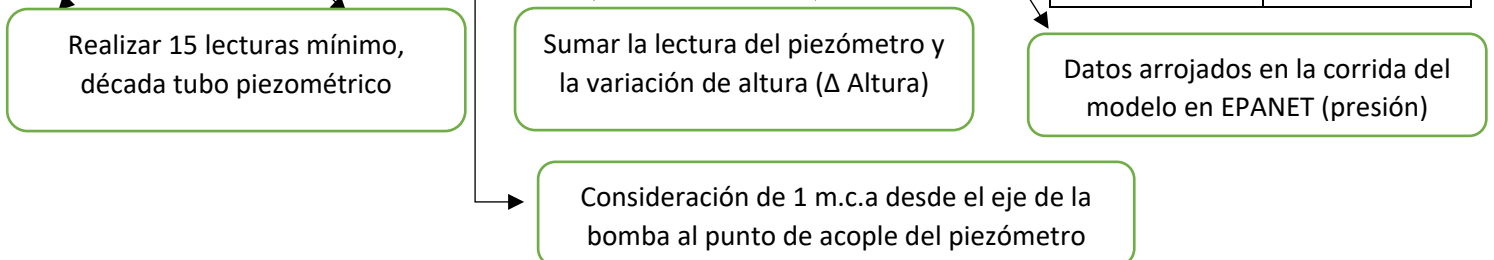 Realizar 15 lecturas mínimo,
década tubo piezométrico
Sumar la lectura del piezómetro y
la variación de altura (Δ Altura)
Datos arrojados en la corrida del
modelo en EPANET (presión)
Consideración de 1 m.c.a desde el eje de la
bomba al punto de acople del piezómetro